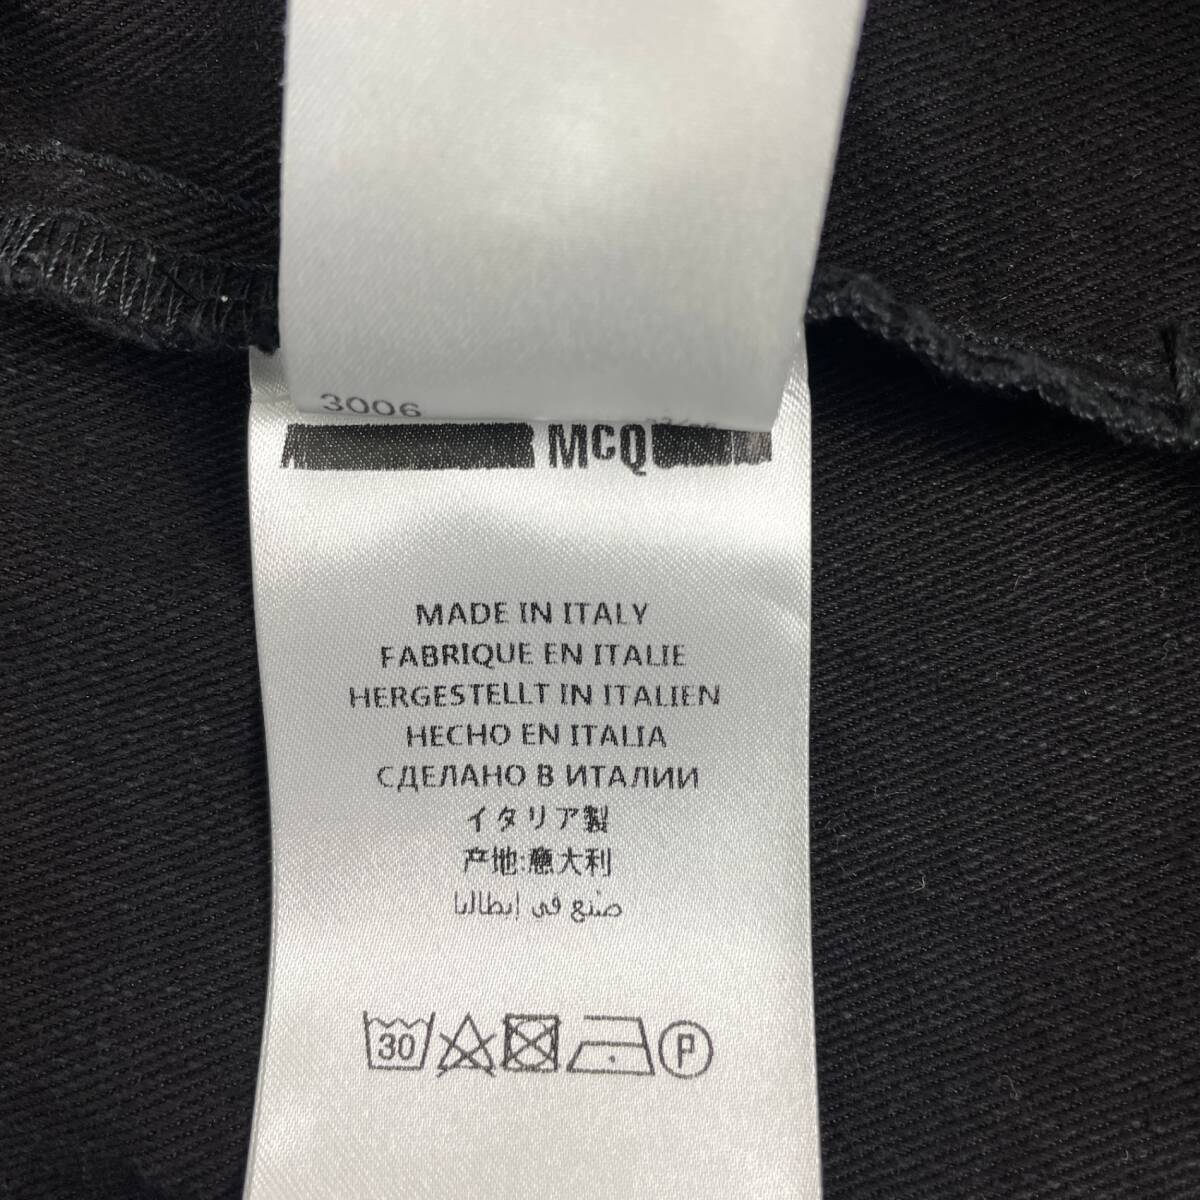 3006
McQ
MADE IN ITALY
FABRIQUE EN ITALIE
HERGESTELLT IN ITALIEN
HECHO EN ITALIA
СДЕЛАНО В ИТАЛИИ
イタリア製
产地:意大利
صنع في إيطاليا
30 P